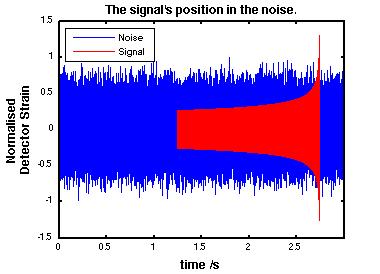 The signal's position in the noise.
1.5
1
0.5
0
-0.5
-1
-1.5
Normalised
Detector Strain
Noise
Signal
0
0.5
1
1.5
2
2.5
time /s